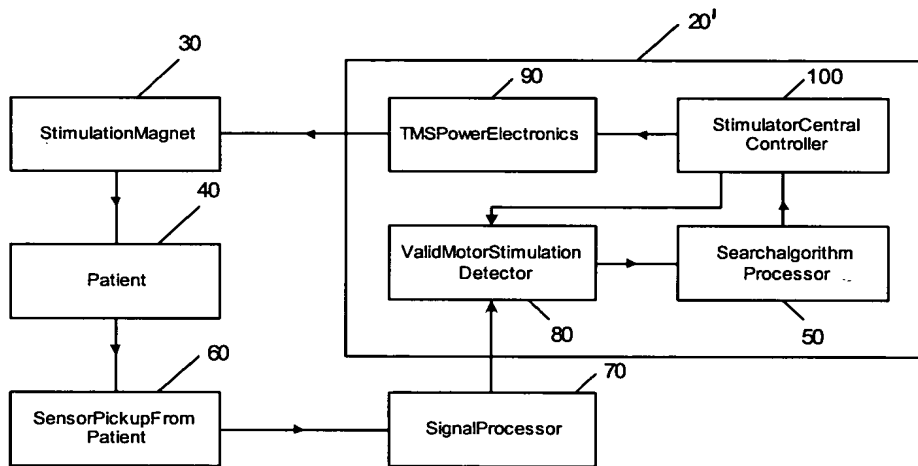 20'
30
90
100
StimulationMagnet
TMSPowerElectronics
StimulatorCentral
Controller
40
Patient
ValidMotorStimulation
Detector
Searchalgorithm
Processor
80
50
60
70
SensorPickupFrom
Patient
SignalProcessor